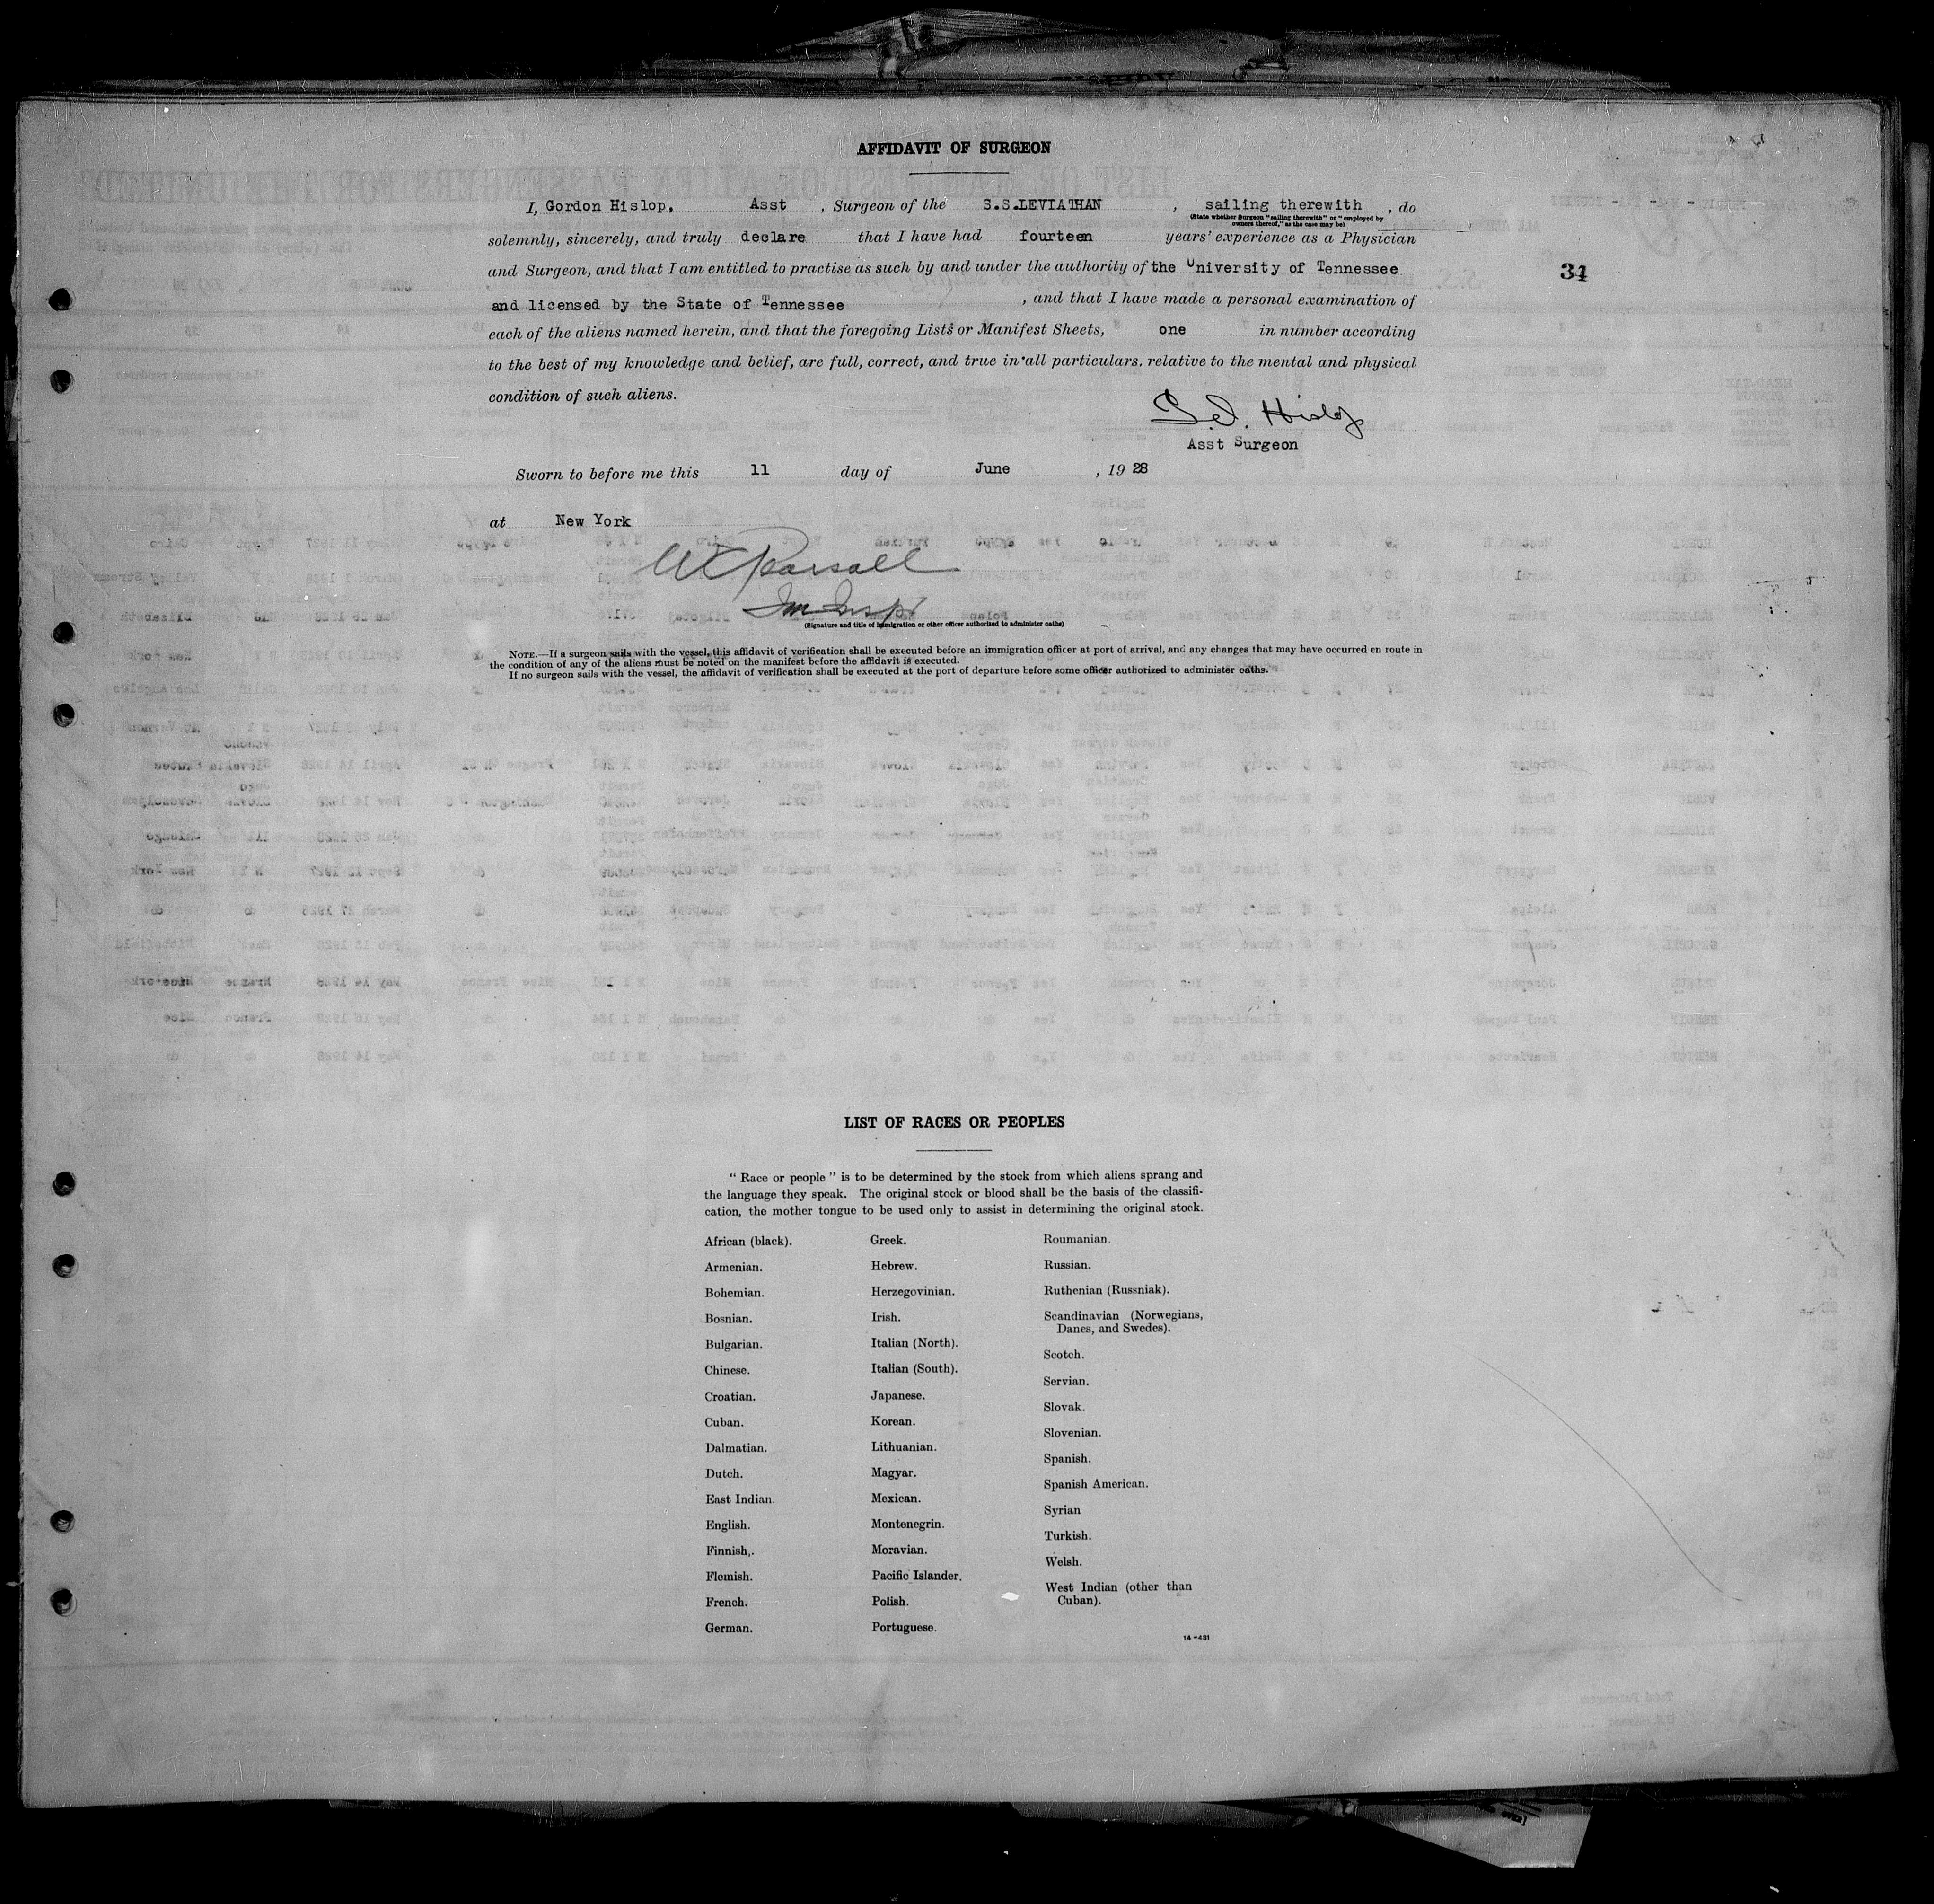 AFFIDAVIT OF SURGEON
I, Gordon Hislop, Asst , Surgeon of the S.S.LEVIATHAN , sailing therewith , do
(State whether Surgeon "sailing therewith" or "employed by
owners thereof," as the case may be)
solemnly, sincerely, and truly declare that I have had fourteen years' experience as a Physician
and Surgeon, and that I am entitled to practise as such by and under the authority of the University of Tennessee
34
and licensed by the State of Tennessee , and that I have made a personal examination of
each of the aliens named herein, and that the foregoing Lists or Manifest Sheets, one in number according
to the best of my knowledge and belief, are full, correct, and true in all particulars. relative to the mental and physical
condition of such aliens.
Hislop
Asst Surgeon
Sworn to before me this 11 day of June , 19 28
at New York
Im Inspr
(Signature and title of immigration or other officer authorized to administer oaths)
NOTE.—If a surgeon sails with the vessel, this affidavit of verification shall be executed before an immigration officer at port of arrival, and any changes that may have occurred en route in
the condition of any of the aliens must be noted on the manifest before the affidavit is executed.
If no surgeon sails with the vessel, the affidavit of verification shall be executed at the port of departure before some officer authorized to administer oaths.
LIST OF RACES OR PEOPLES
" Race or people " is to be determined by the stock from which aliens sprang and
the language they speak. The original stock or blood shall be the basis of the classifi-
cation, the mother tongue to be used only to assist in determining the original stock.
African (black).
Armenian.
Bohemian.
Bosnian.
Bulgarian.
Chinese.
Croatian.
Cuban.
Dalmatian.
Dutch.
East Indian.
English.
Finnish.
Flemish.
French.
German.
Greek.
Hebrew.
Herzegovinian.
Irish.
Italian (North).
Italian (South).
Japanese.
Korean.
Lithuanian.
Magyar.
Mexican.
Montenegrin.
Moravian.
Pacific Islander.
Polish.
Portuguese.
Roumanian.
Russian.
Ruthenian (Russniak).
Scandinavian (Norwegians,
Danes, and Swedes).
Scotch.
Servian.
Slovak.
Slovenian.
Spanish.
Spanish American.
Syrian
Turkish.
Welsh.
West Indian (other than
Cuban).
14-431